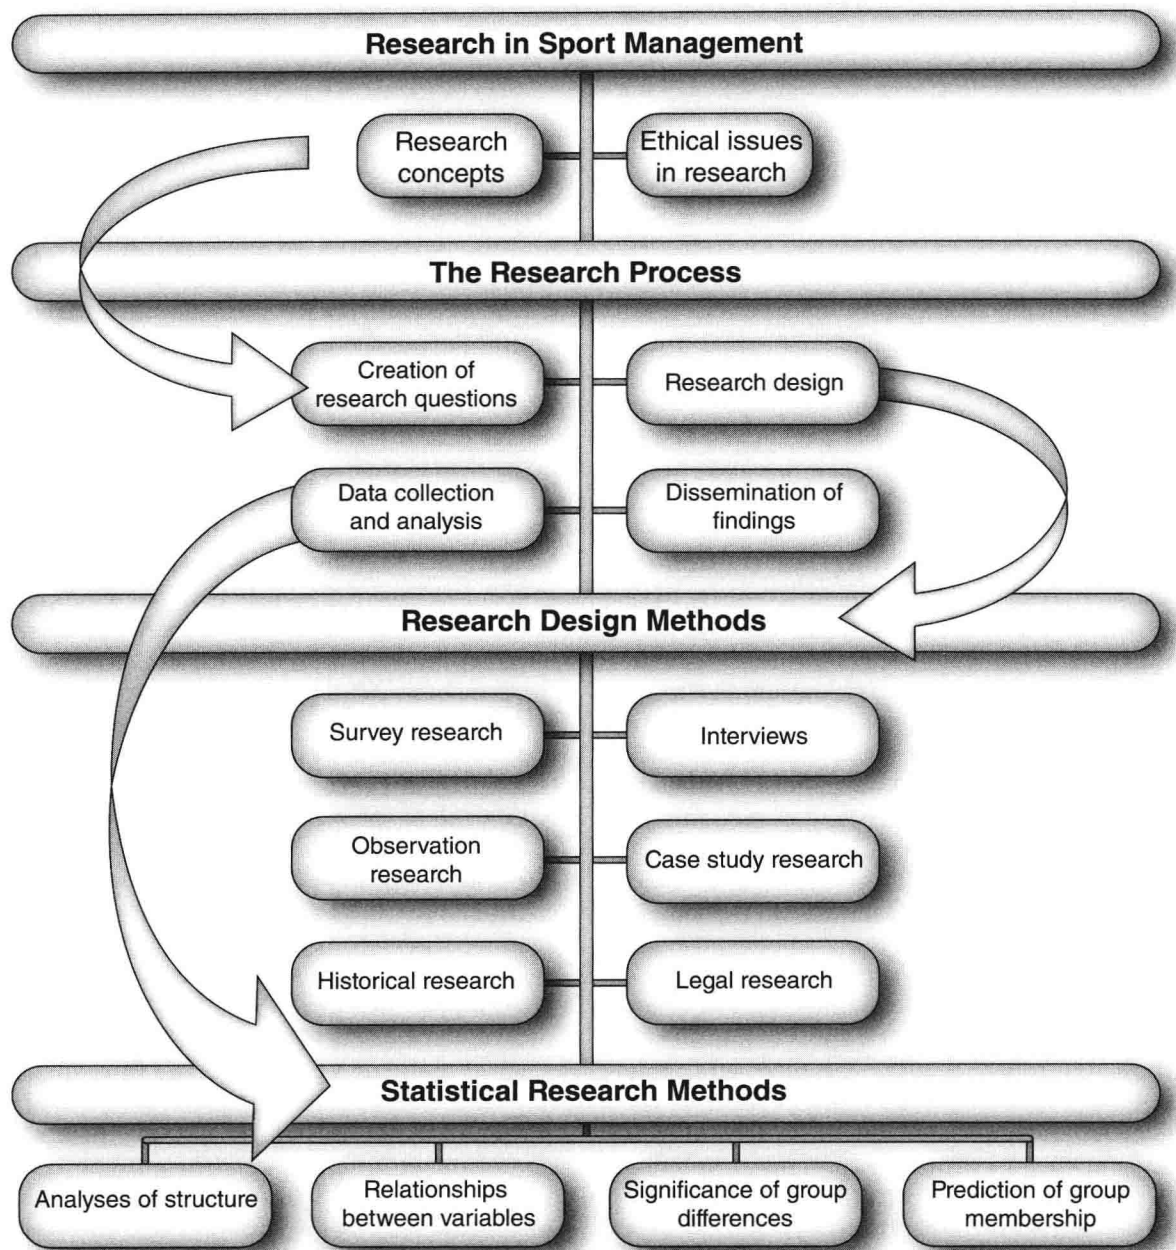 Research in Sport Management
Research
concepts
Ethical issues
in research
The Research Process
Creation of
research questions
Research design
Data collection
and analysis
Dissemination of
findings
Research Design Methods
Survey research
Interviews
Observation
research
Case study research
Historical research
Legal research
Statistical Research Methods
Analyses of structure
Relationships
between variables
Significance of group
differences
Prediction of group
membership